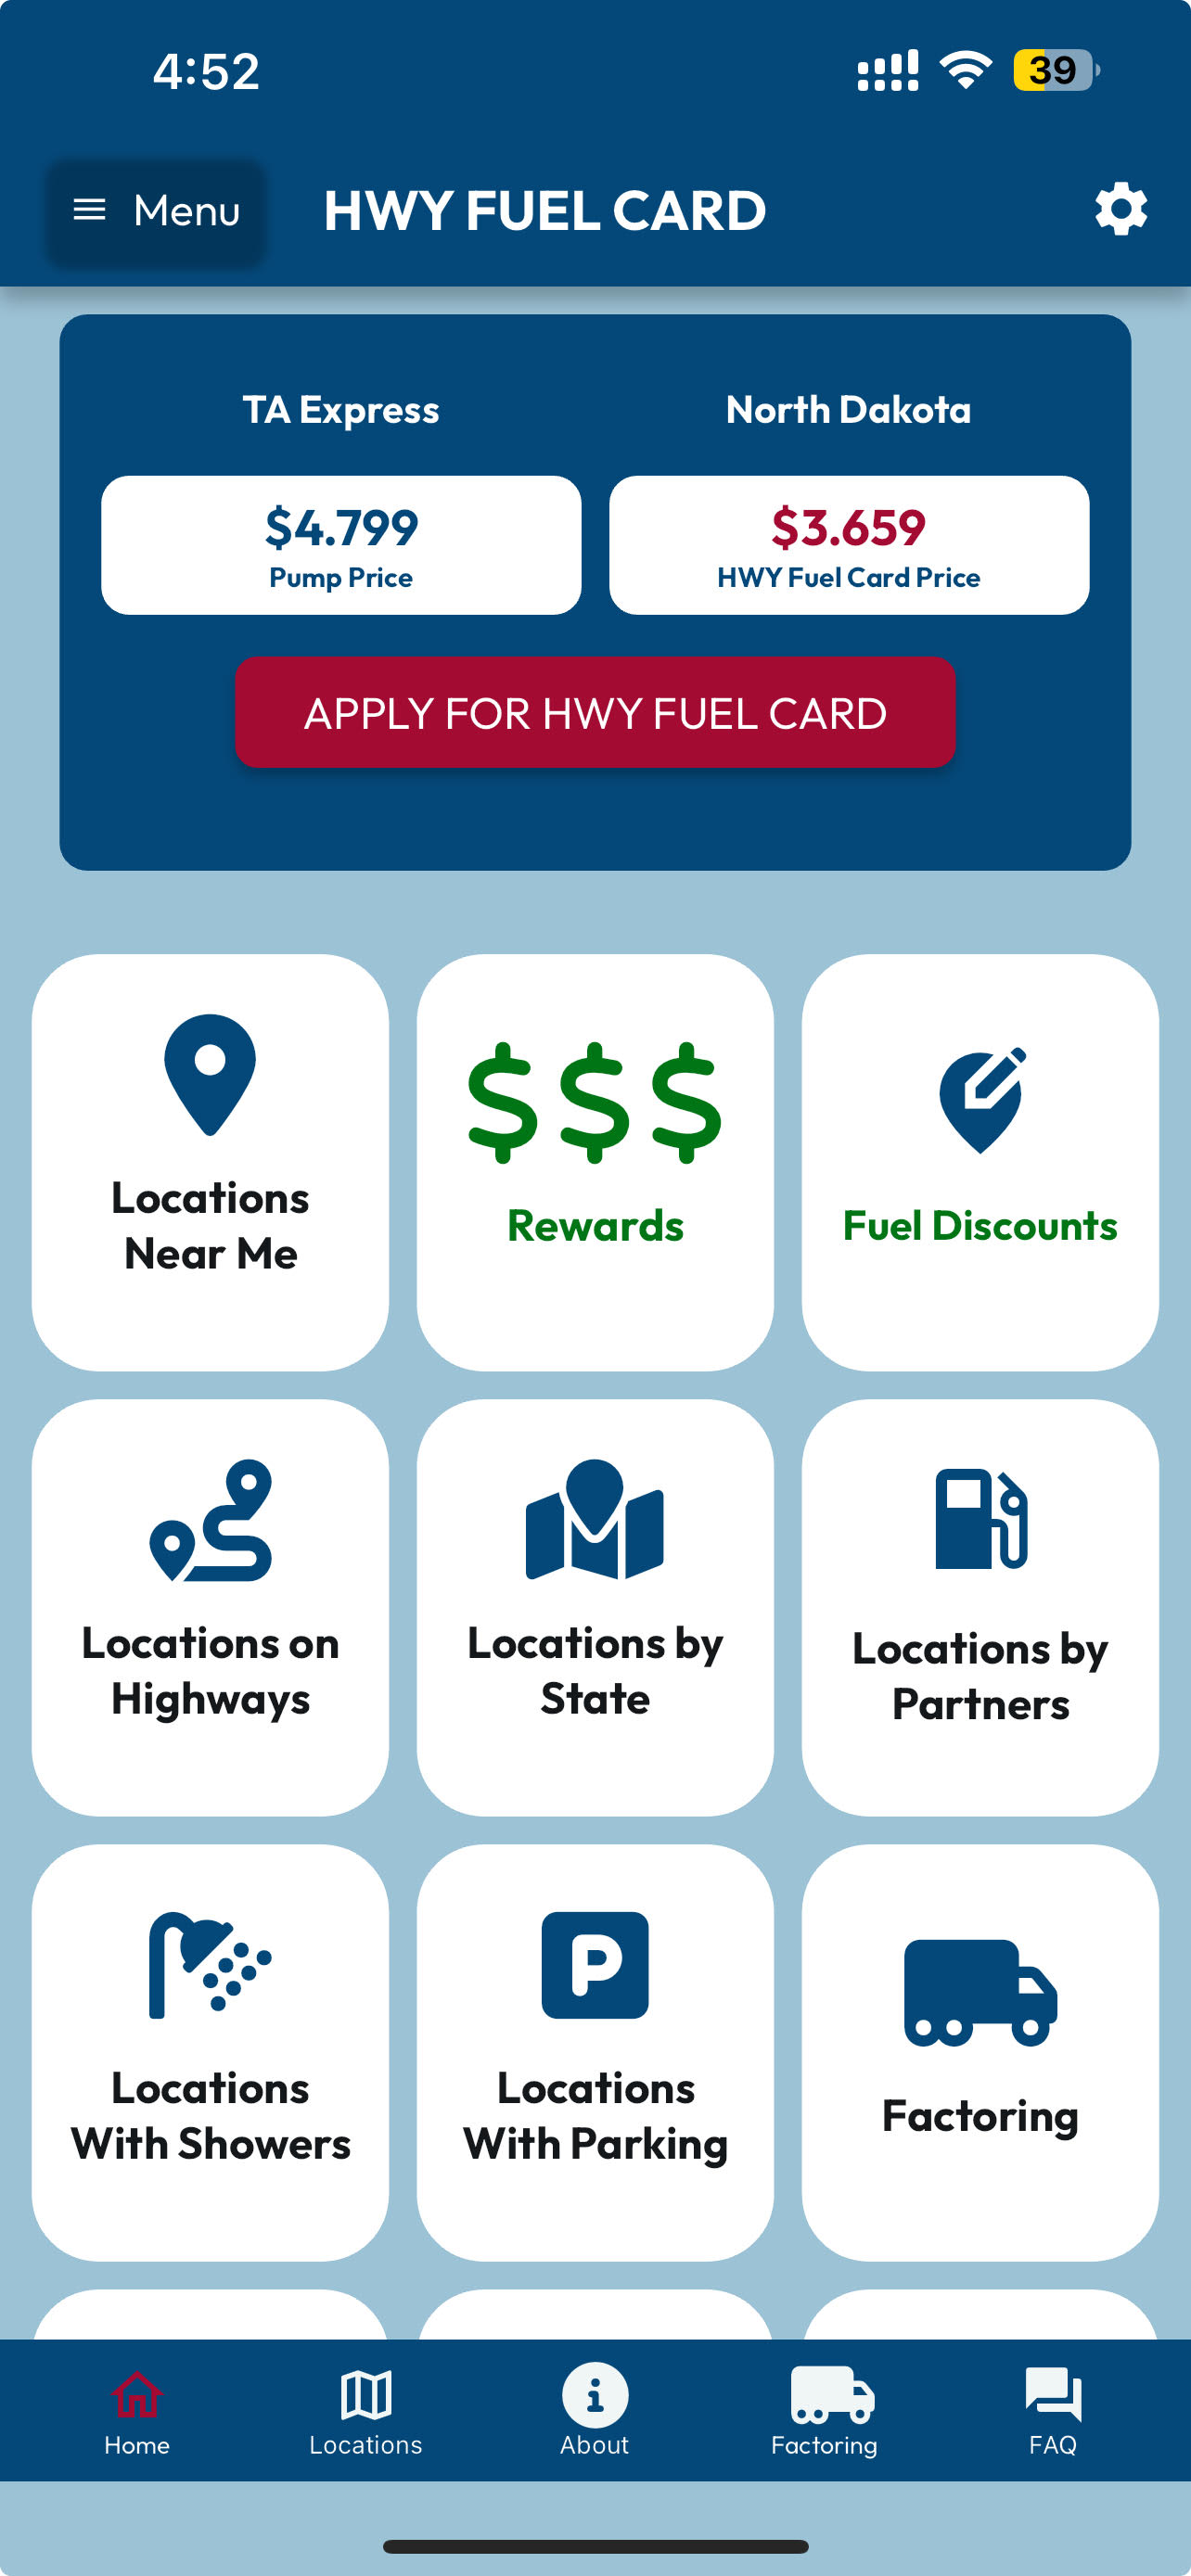 4:52
39
Menu
HWY FUEL CARD
TA Express
North Dakota
$4.799
Pump Price
$3.659
HWY Fuel Card Price
APPLY FOR HWY FUEL CARD
Locations
Near Me
$$$
Rewards
Fuel Discounts
Locations on
Highways
Locations by
State
Locations by
Partners
Locations
With Showers
P
Locations
With Parking
Factoring
Home
Locations
About
Factoring
FAQ